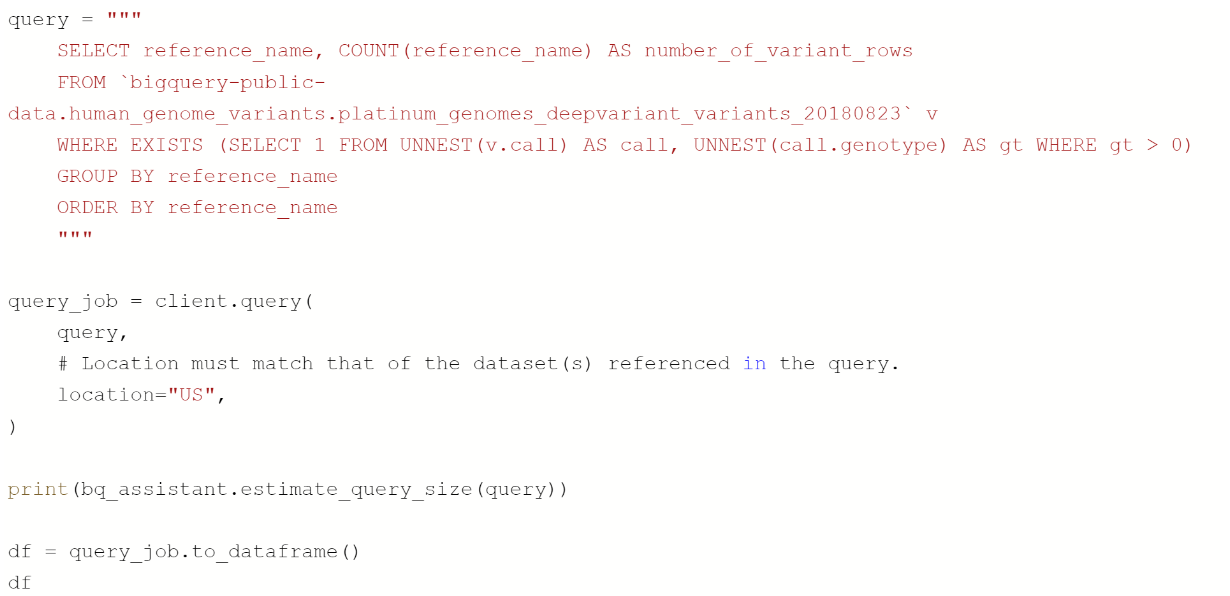 query = """
    SELECT reference_name, COUNT(reference_name) AS number_of_variant_rows
    FROM `bigquery-public-
data.human_genome_variants.platinum_genomes_deepvariant_variants_20180823` v
    WHERE EXISTS (SELECT 1 FROM UNNEST(v.call) AS call, UNNEST(call.genotype) AS gt WHERE gt > 0)
    GROUP BY reference_name
    ORDER BY reference_name
    """

query_job = client.query(
    query,
    # Location must match that of the dataset(s) referenced in the query.
    location="US",
)

print(bq_assistant.estimate_query_size(query))

df = query_job.to_dataframe()
df